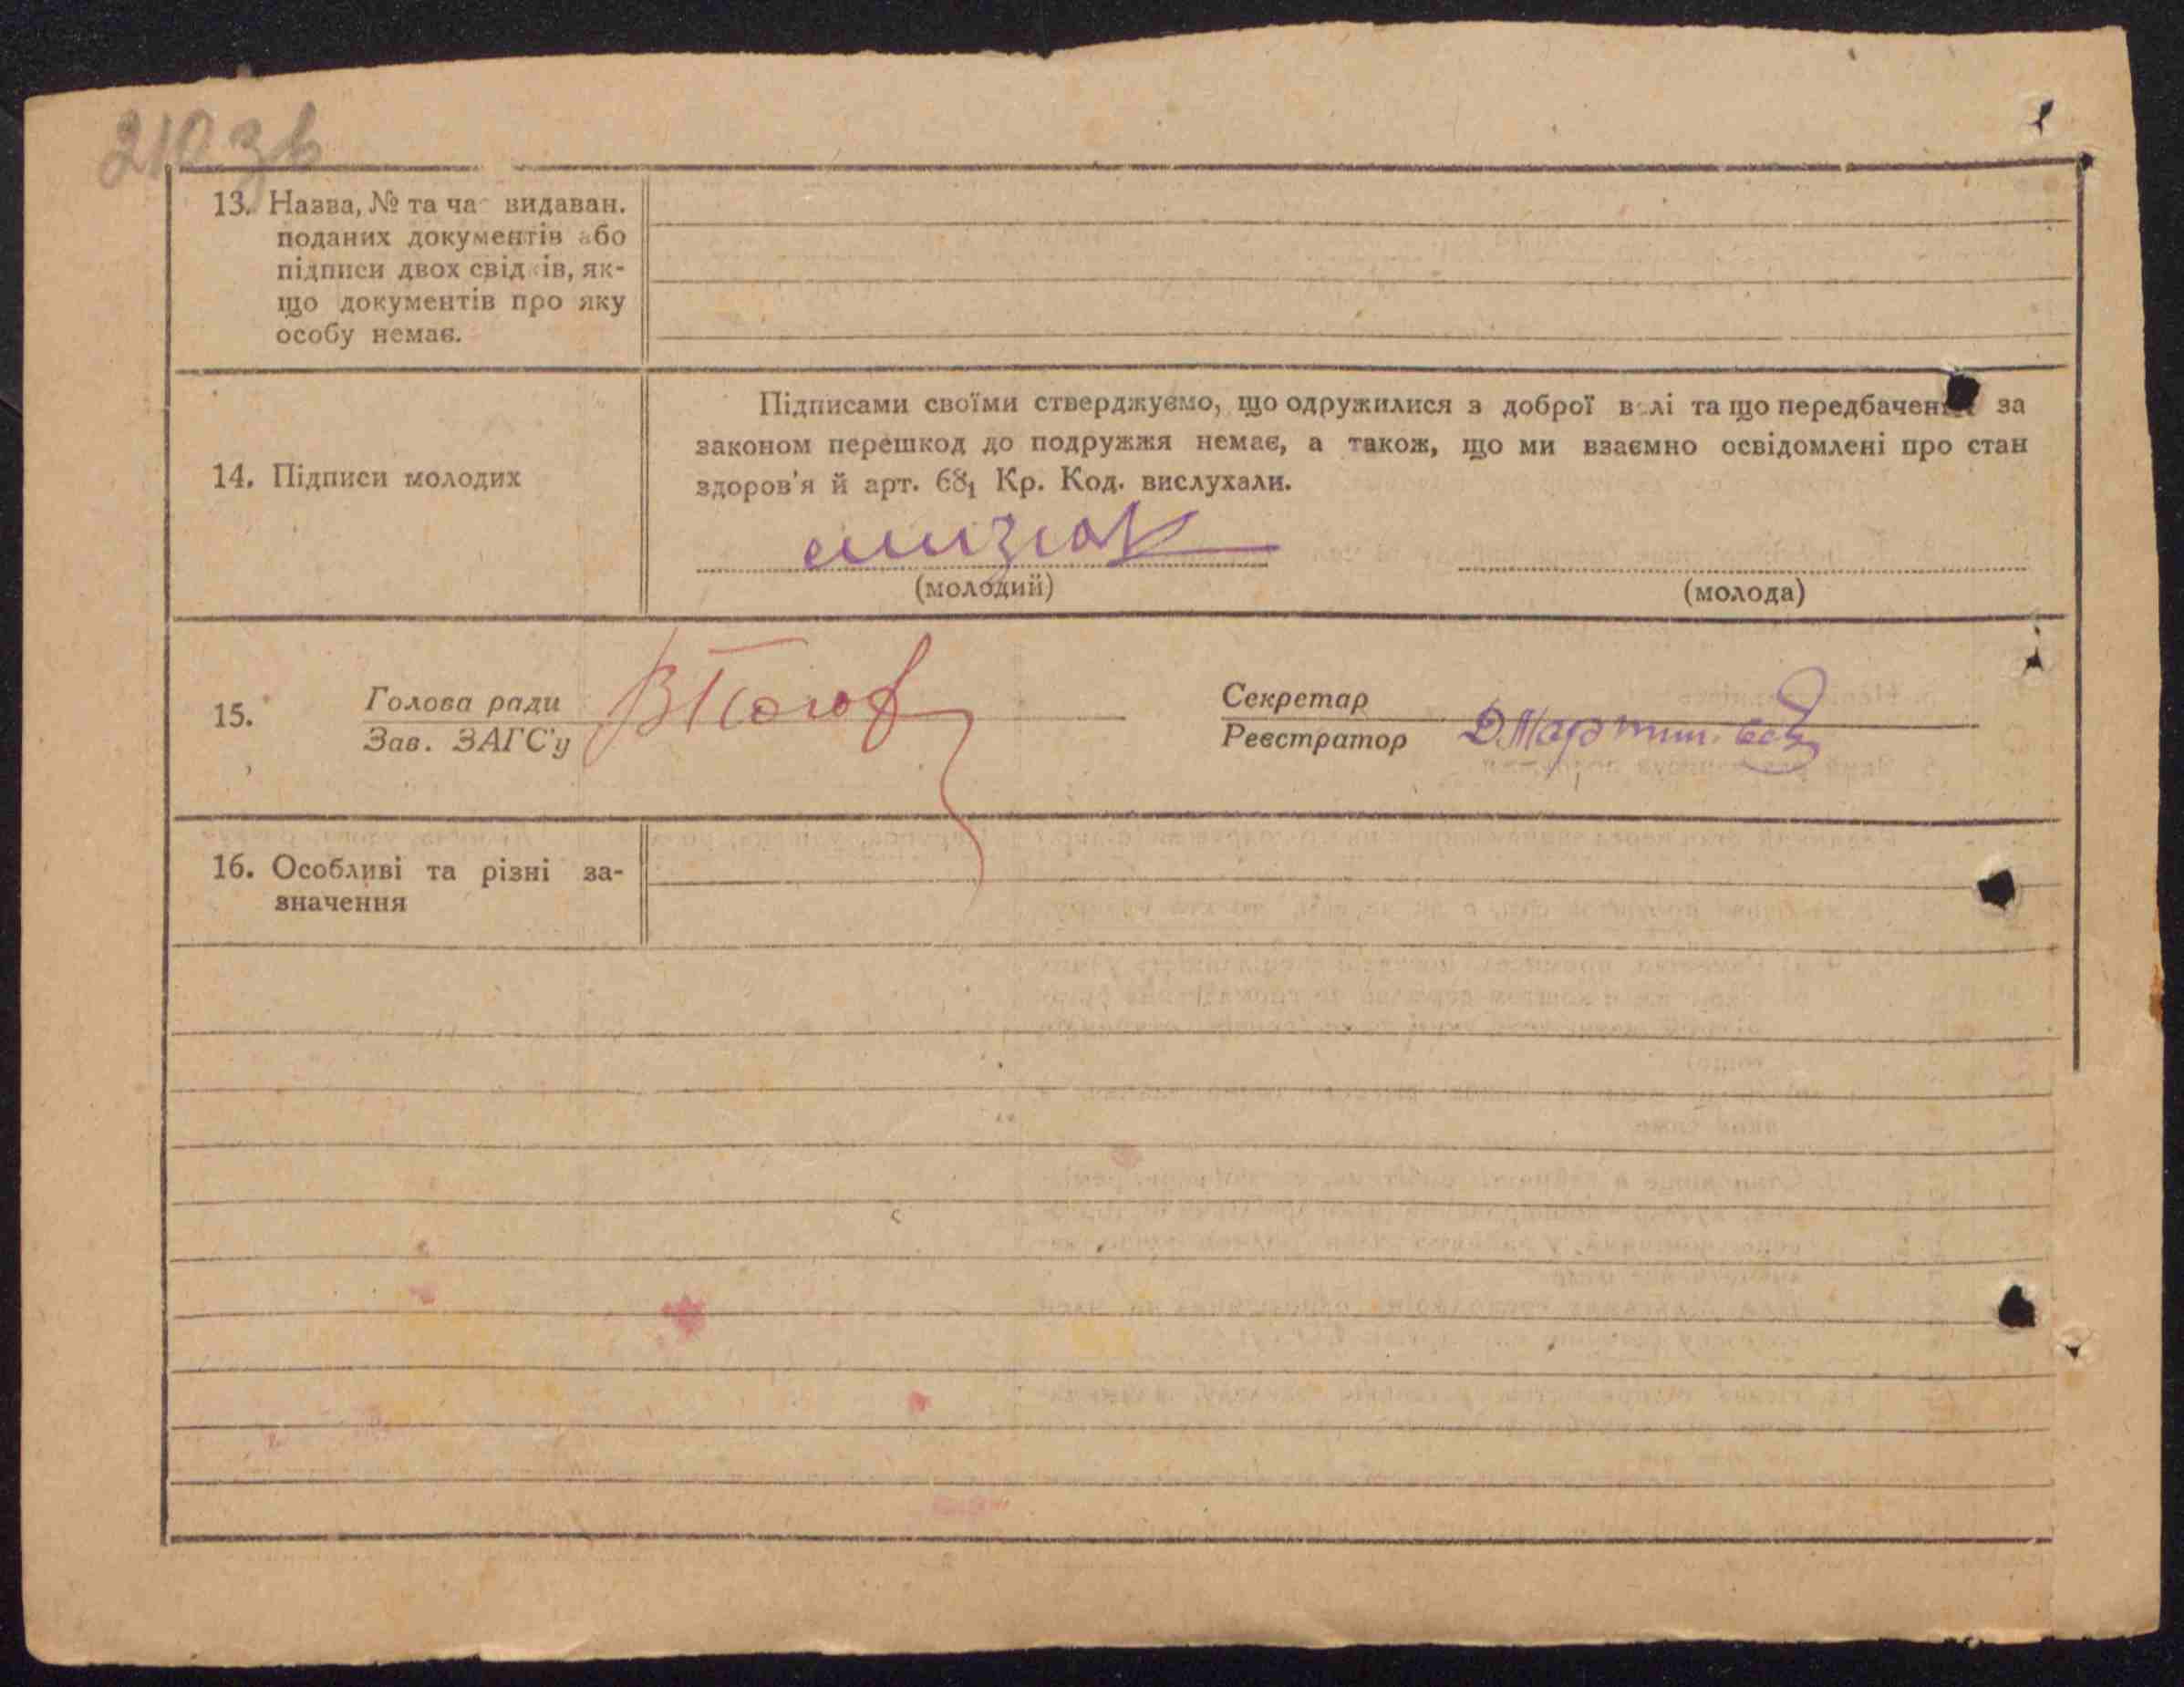 210 зв
13. Назва, № та ча видаван.
поданих документів або
підписи двох свідків, як-
що документів про яку
особу немає.
14. Підписи молодих
Підписами своїми стверджуємо, що одружилися з доброї волі та що передбачених за
законом перешкод до подружжя немає, а також, що ми взаємно освідомлені про стан
здоров'я й арт. 68₁ Кр. Код. вислухали.
(молодий)
(молода)
15. Голова ради
Зав. ЗАГС'у
Секретар
Реєстратор
16. Особливі та різні за-
значення